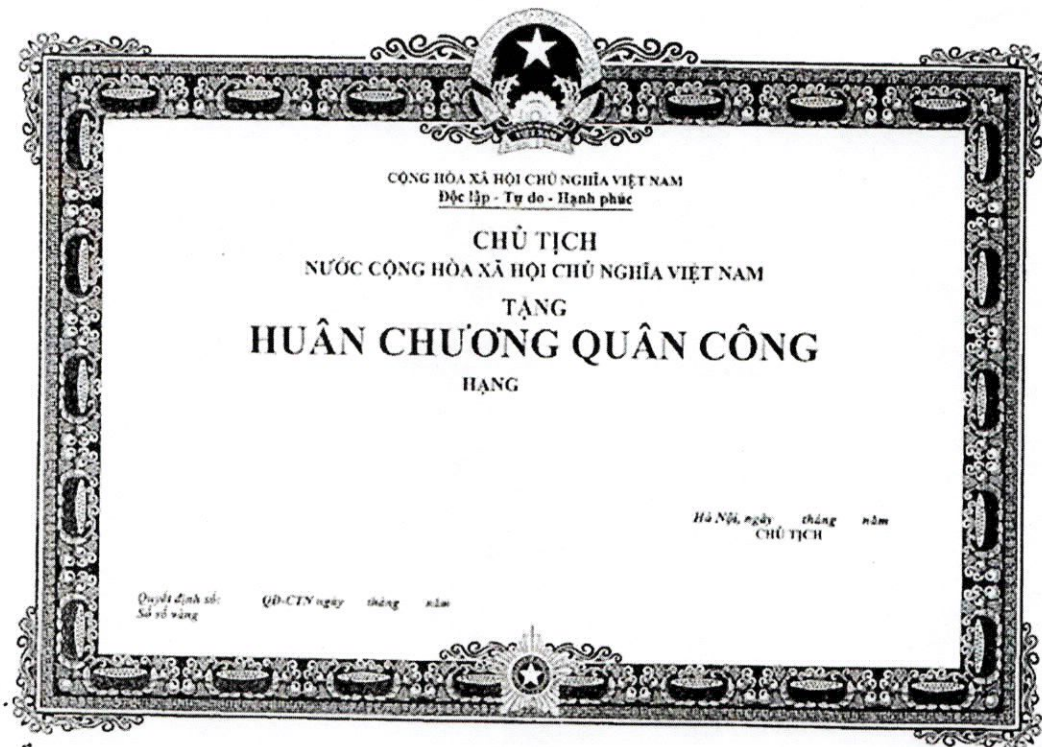 VIỆT NAM
CỘNG HÒA XÃ HỘI CHỦ NGHĨA VIỆT NAM
Độc lập - Tự do - Hạnh phúc
CHỦ TỊCH
NƯỚC CỘNG HÒA XÃ HỘI CHỦ NGHĨA VIỆT NAM
TẶNG
HUÂN CHƯƠNG QUÂN CÔNG
HẠNG
Hà Nội, ngày tháng năm
CHỦ TỊCH
Quyết định số: QĐ-CTN ngày tháng năm
Số sổ vàng